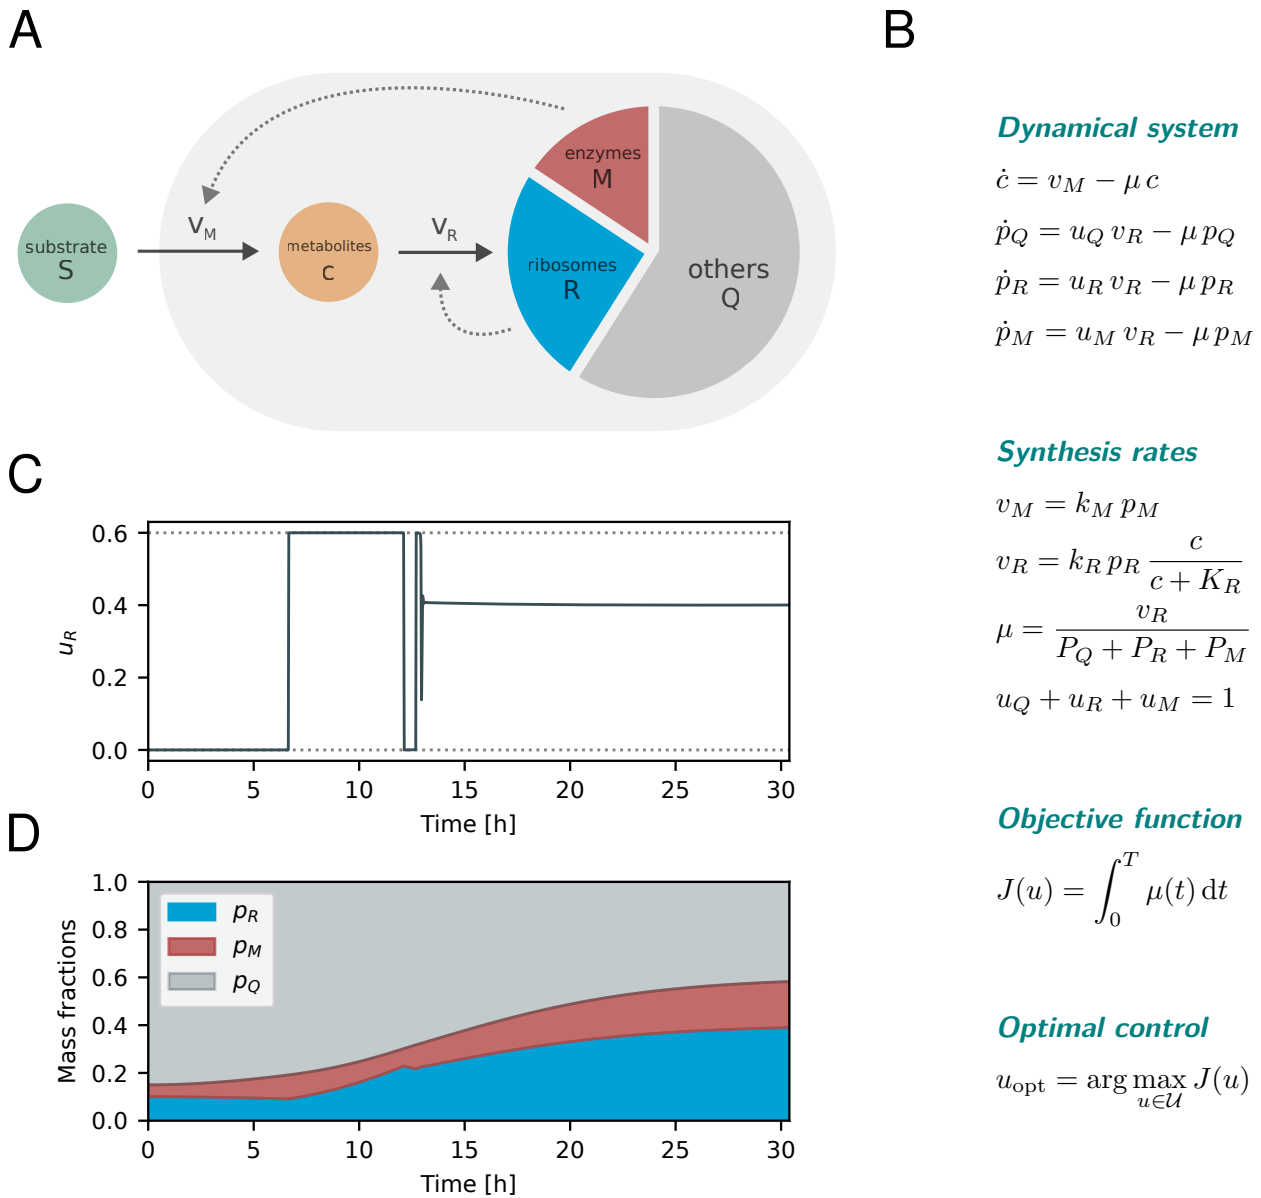 A
substrate
S
v_M
metabolites
c
v_R
enzymes
M
ribosomes
R
others
Q
B
Dynamical system
ċ = v_M − μ c
ṗ_Q = u_Q v_R − μ p_Q
ṗ_R = u_R v_R − μ p_R
ṗ_M = u_M v_R − μ p_M
Synthesis rates
v_M = k_M p_M
v_R = k_R p_R c / (c + K_R)
μ = v_R / (P_Q + P_R + P_M)
u_Q + u_R + u_M = 1
Objective function
J(u) = ∫_0^T μ(t) dt
Optimal control
u_opt = arg max_{u∈𝒰} J(u)
C
u_R
0.6
0.4
0.2
0.0
0 5 10 15 20 25 30
Time [h]
D
Mass fractions
1.0
0.8
0.6
0.4
0.2
0.0
p_R
p_M
p_Q
0 5 10 15 20 25 30
Time [h]